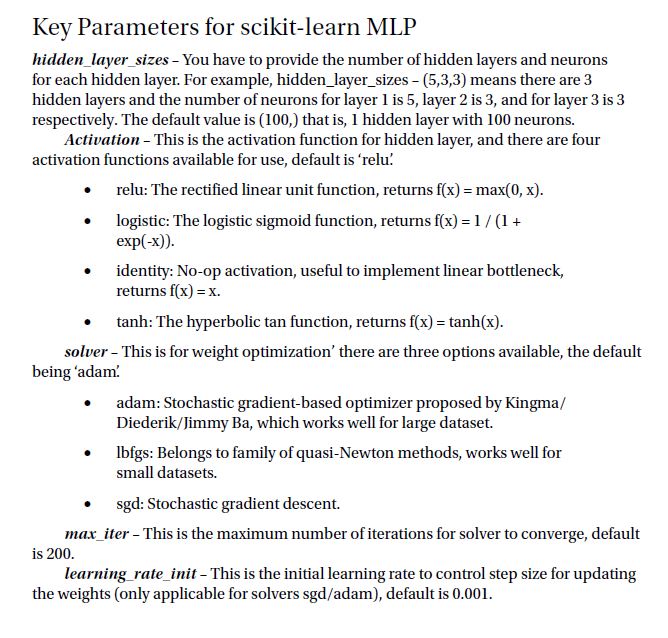 Key Parameters for scikit-learn MLP
hidden_layer_sizes – You have to provide the number of hidden layers and neurons
for each hidden layer. For example, hidden_layer_sizes – (5,3,3) means there are 3
hidden layers and the number of neurons for layer 1 is 5, layer 2 is 3, and for layer 3 is 3
respectively. The default value is (100,) that is, 1 hidden layer with 100 neurons.
Activation – This is the activation function for hidden layer, and there are four
activation functions available for use, default is ‘relu’.
• relu: The rectified linear unit function, returns f(x) = max(0, x).
• logistic: The logistic sigmoid function, returns f(x) = 1 / (1 +
exp(-x)).
• identity: No-op activation, useful to implement linear bottleneck,
returns f(x) = x.
• tanh: The hyperbolic tan function, returns f(x) = tanh(x).
solver – This is for weight optimization’ there are three options available, the default
being ‘adam’.
• adam: Stochastic gradient-based optimizer proposed by Kingma/
Diederik/Jimmy Ba, which works well for large dataset.
• lbfgs: Belongs to family of quasi-Newton methods, works well for
small datasets.
• sgd: Stochastic gradient descent.
max_iter – This is the maximum number of iterations for solver to converge, default
is 200.
learning_rate_init – This is the initial learning rate to control step size for updating
the weights (only applicable for solvers sgd/adam), default is 0.001.